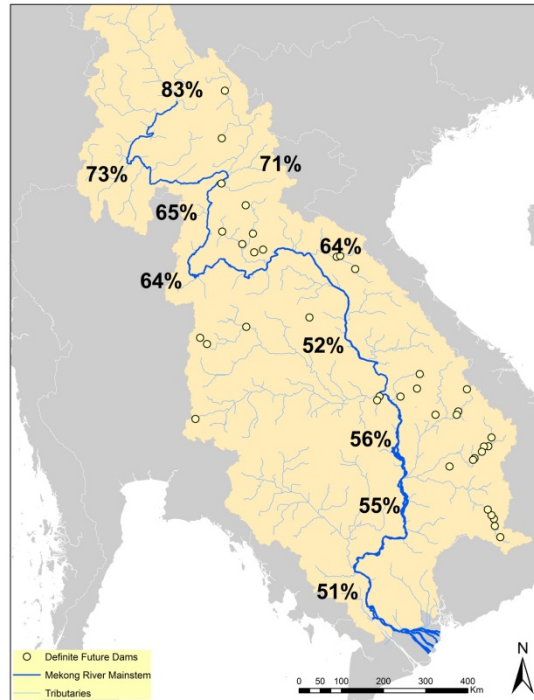 83%
71%
73%
65%
64%
64%
52%
56%
55%
51%
Definite Future Dams
Mekong River Mainstem
Tributaries
N
0 100 200 300 400
Km